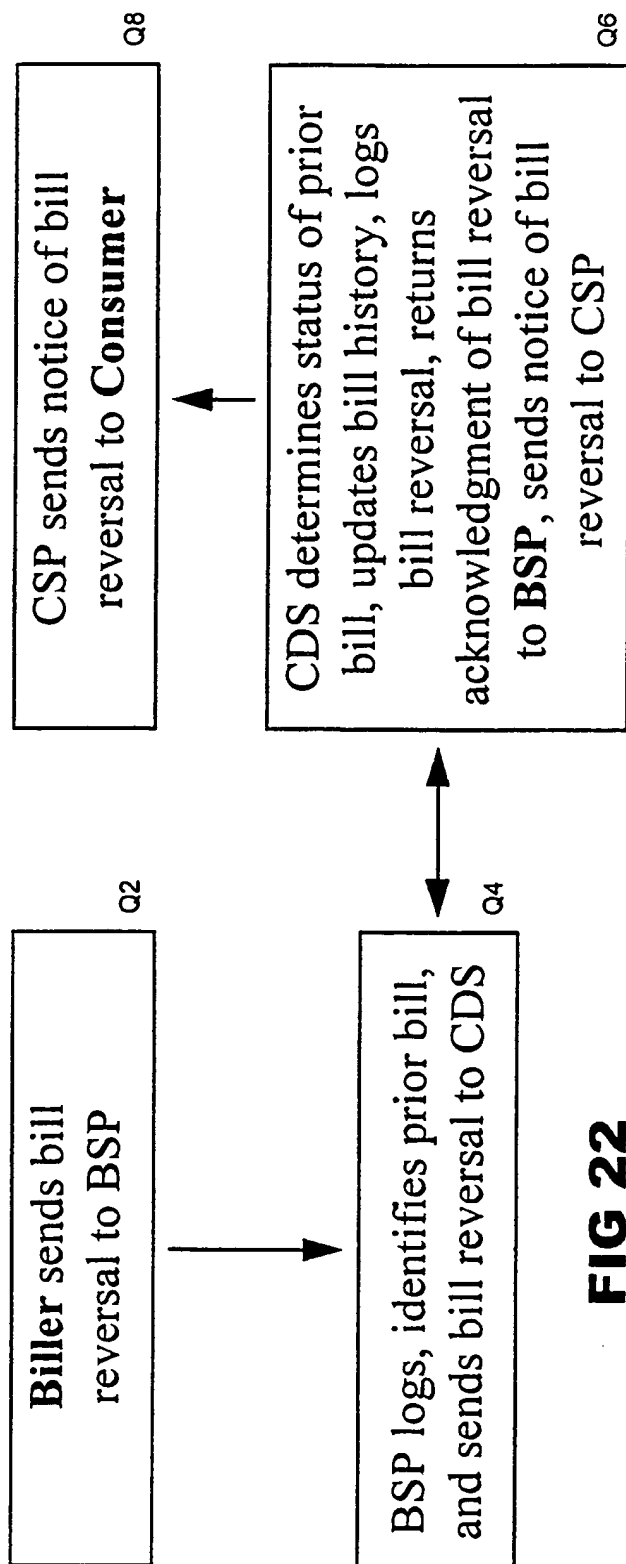 Biller sends bill
reversal to BSP
Q2
BSP logs, identifies prior bill,
and sends bill reversal to CDS
Q4
CDS determines status of prior
bill, updates bill history, logs
bill reversal, returns
acknowledgment of bill reversal
to BSP, sends notice of bill
reversal to CSP
Q6
CSP sends notice of bill
reversal to Consumer
Q8
FIG 22